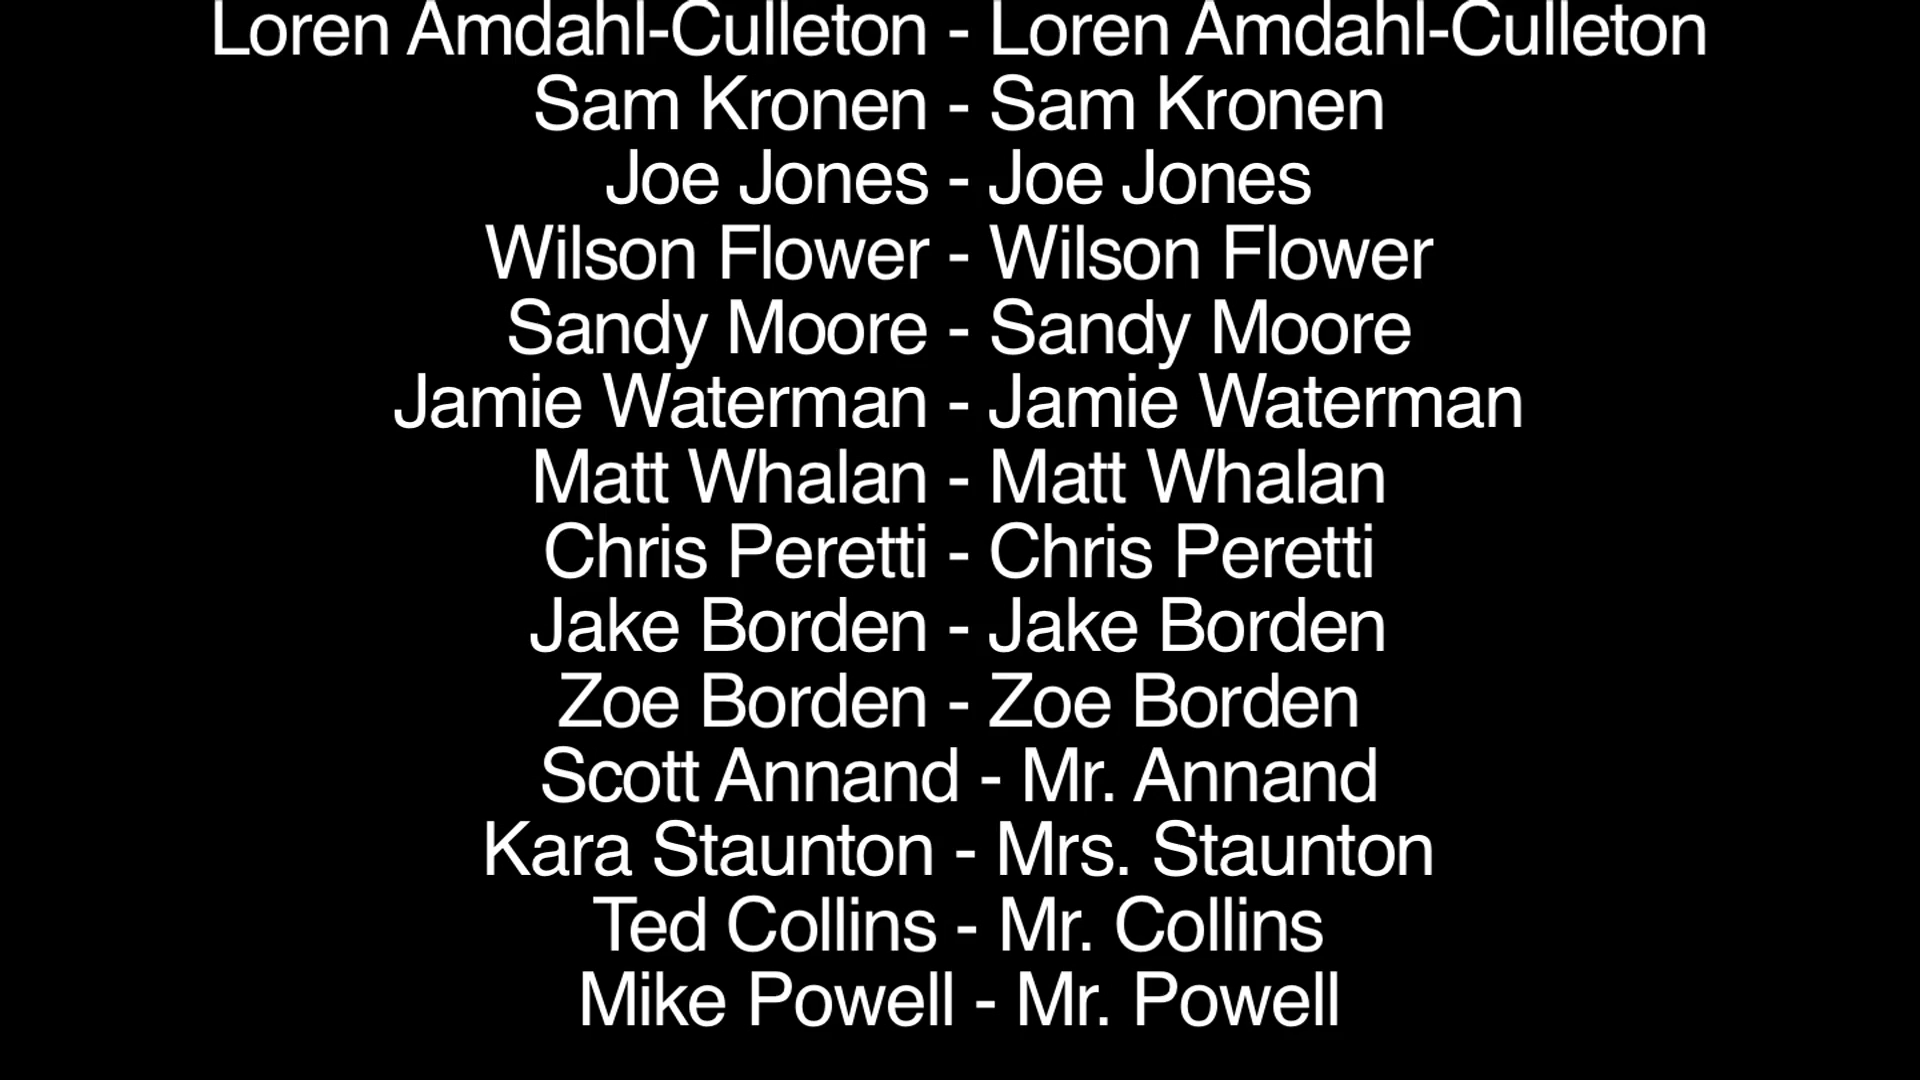 Loren Amdahl-Culleton - Loren Amdahl-Culleton
Sam Kronen - Sam Kronen
Joe Jones - Joe Jones
Wilson Flower - Wilson Flower
Sandy Moore - Sandy Moore
Jamie Waterman - Jamie Waterman
Matt Whalan - Matt Whalan
Chris Peretti - Chris Peretti
Jake Borden - Jake Borden
Zoe Borden - Zoe Borden
Scott Annand - Mr. Annand
Kara Staunton - Mrs. Staunton
Ted Collins - Mr. Collins
Mike Powell - Mr. Powell